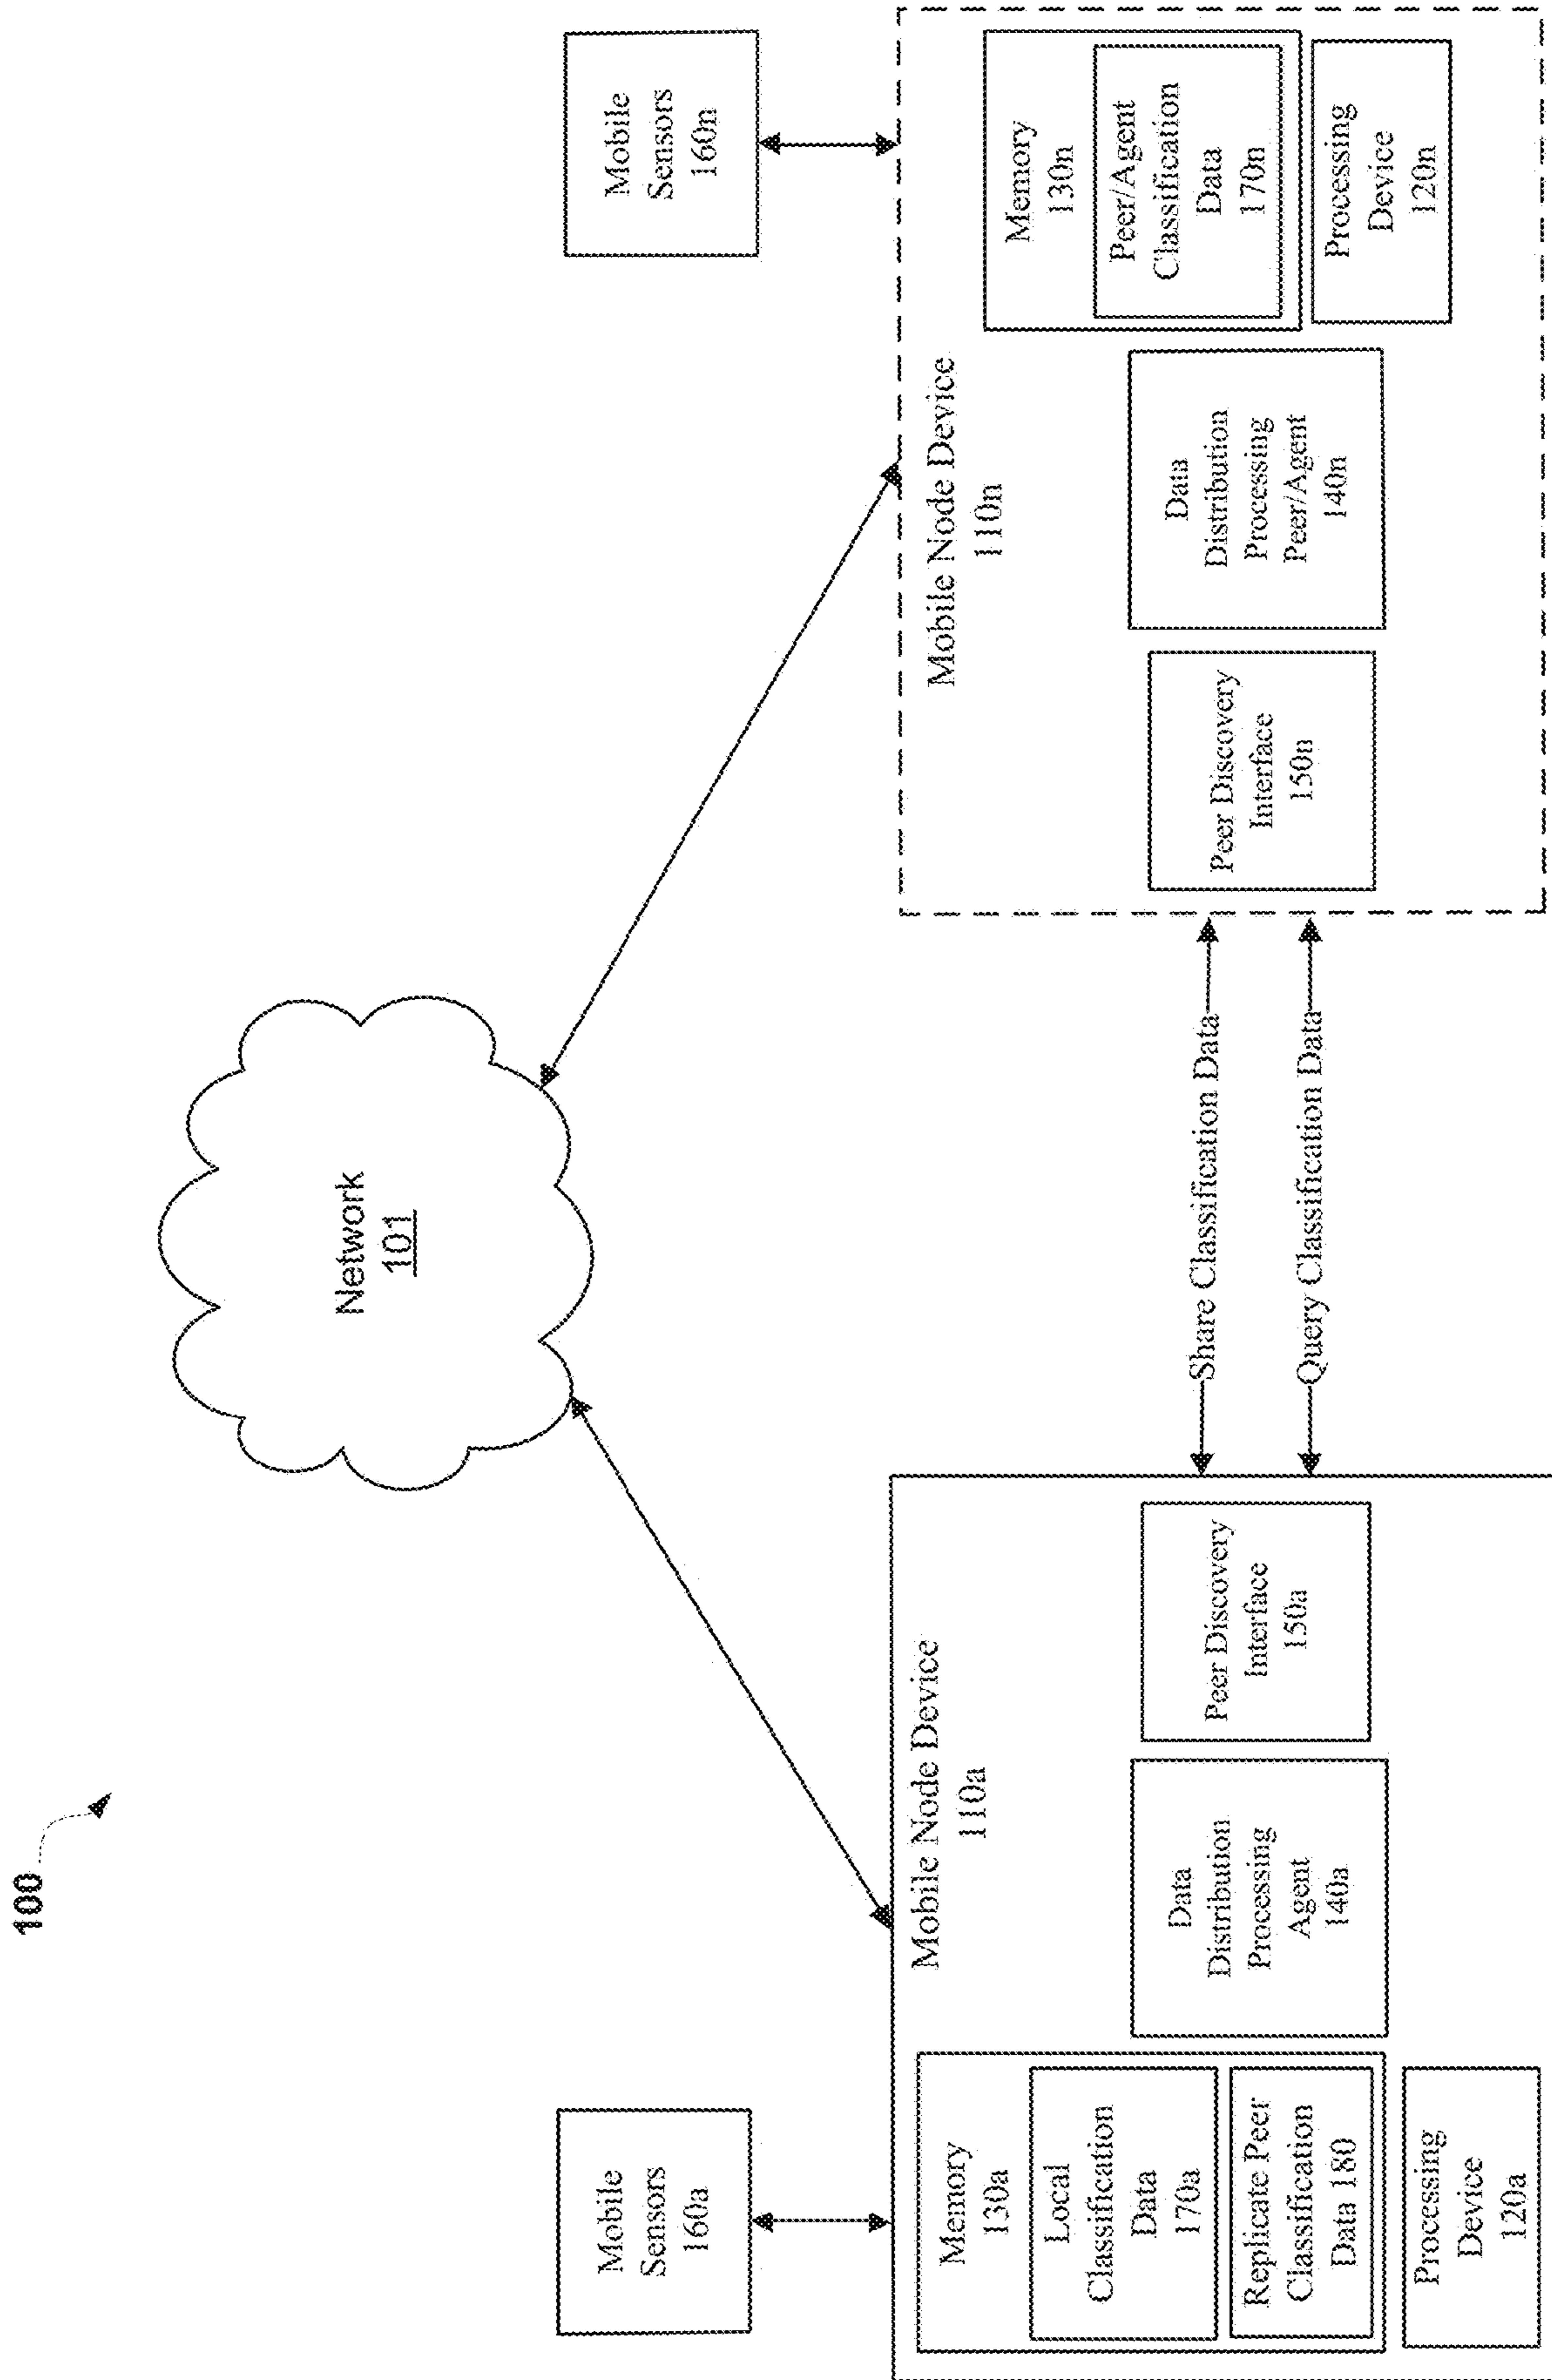 100
Network
101
Mobile
Sensors
160a
Mobile
Sensors
160n
Mobile Node Device
110a
Memory
130a
Local
Classification
Data
170a
Replicate Peer
Classification
Data 180
Processing
Device
120a
Data
Distribution
Processing
Agent
140a
Peer Discovery
Interface
150a
Share Classification Data
Query Classification Data
Mobile Node Device
110n
Peer Discovery
Interface
150n
Data
Distribution
Processing
Peer/Agent
140n
Memory
130n
Peer/Agent
Classification
Data
170n
Processing
Device
120n